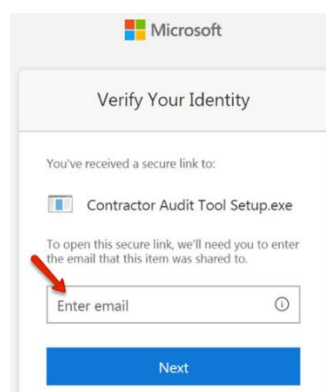 Microsoft
Verify Your Identity
You've received a secure link to:
Contractor Audit Tool Setup.exe
To open this secure link, we'll need you to enter
the email that this item was shared to.
Enter email
Next